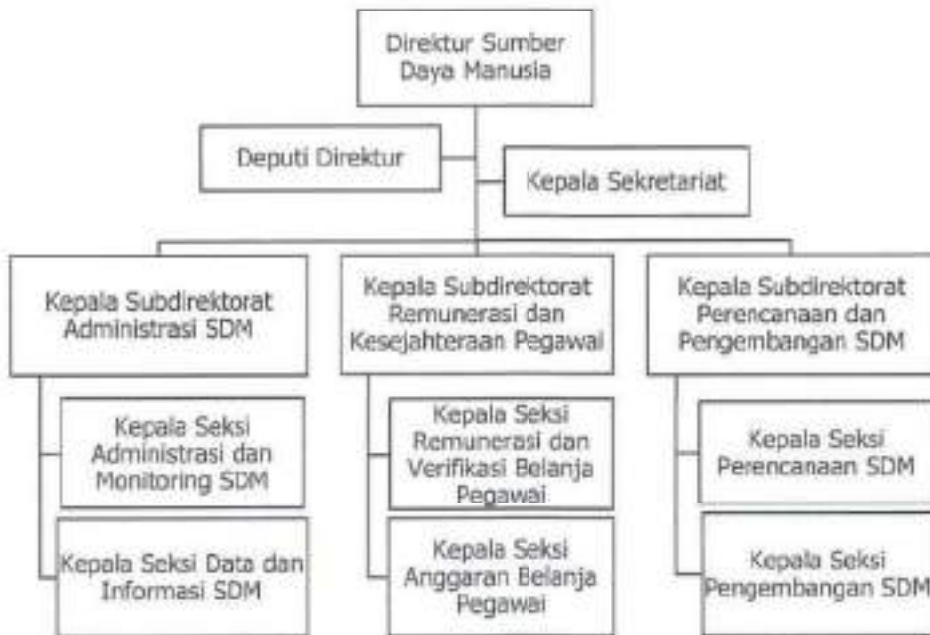 Direktur Sumber
Daya Manusia
Deputi Direktur
Kepala Sekretariat
Kepala Subdirektorat
Administrasi SDM
Kepala Subdirektorat
Remunerasi dan
Kesejahteraan Pegawai
Kepala Subdirektorat
Perencanaan dan
Pengembangan SDM
Kepala Seksi
Administrasi dan
Monitoring SDM
Kepala Seksi
Remunerasi dan
Verifikasi Belanja
Pegawai
Kepala Seksi
Perencanaan SDM
Kepala Seksi Data dan
Informasi SDM
Kepala Seksi
Anggaran Belanja
Pegawai
Kepala Seksi
Pengembangan SDM